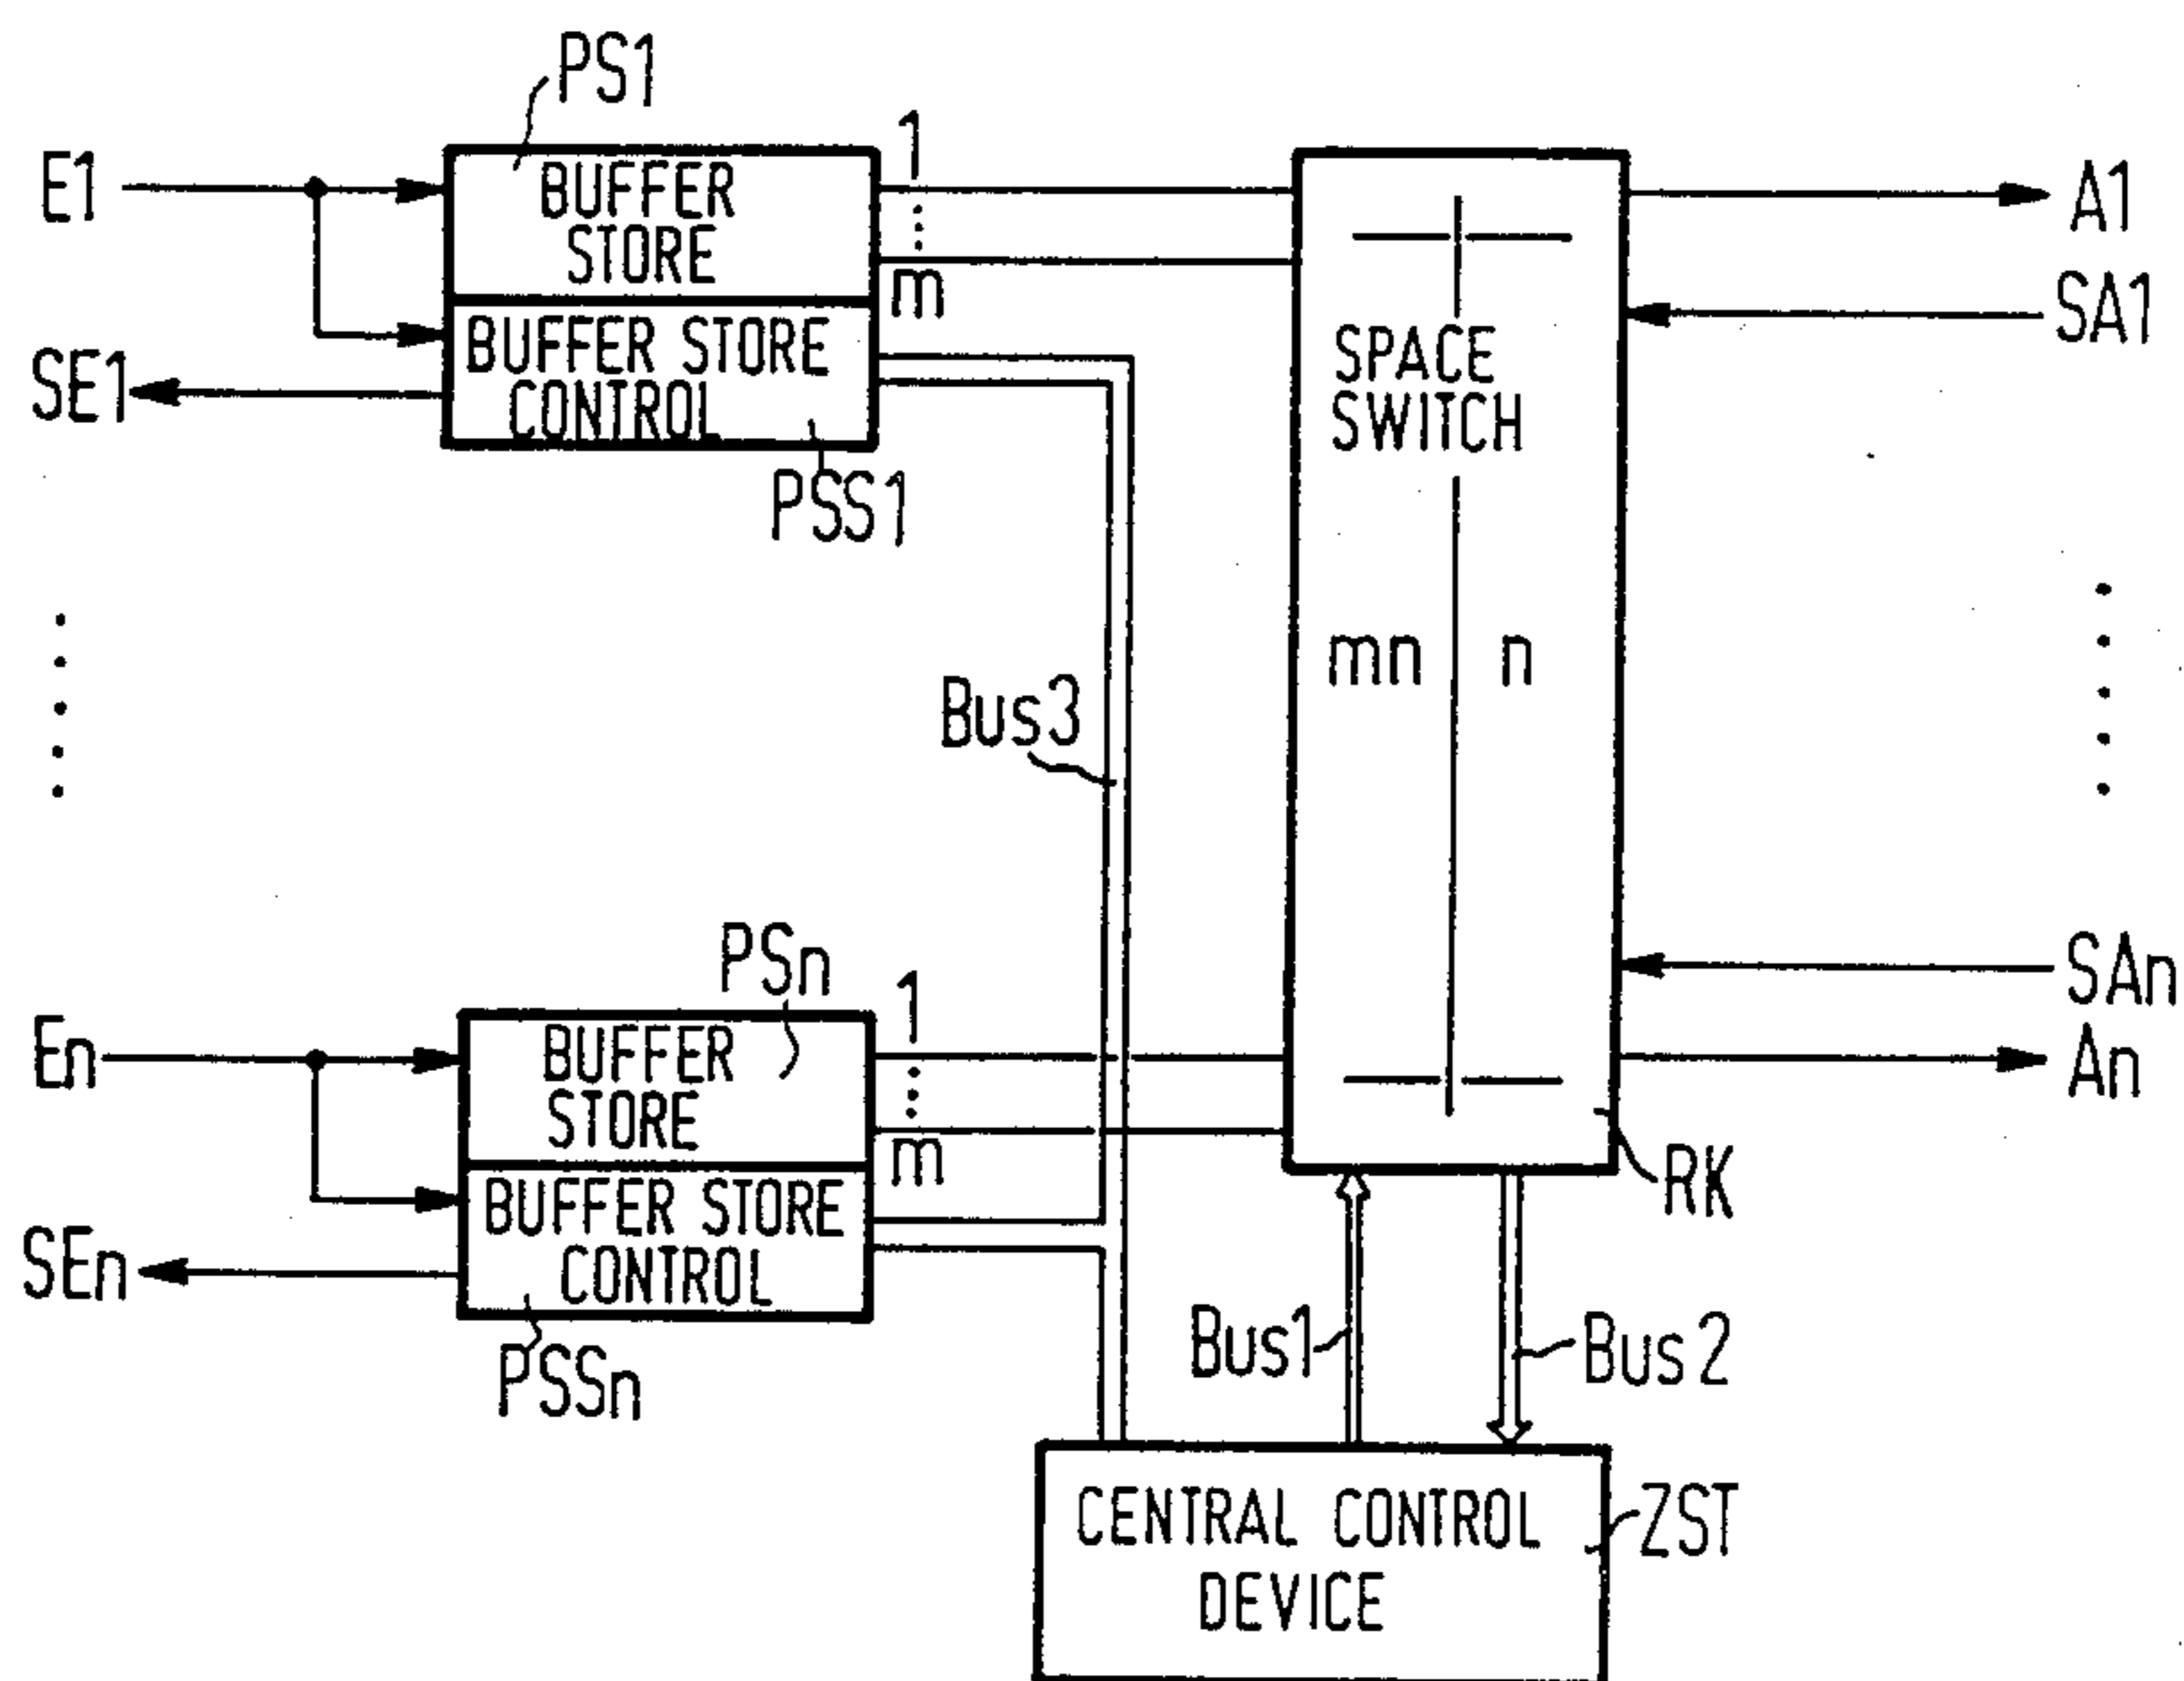 PS1
1
E1
BUFFER
STORE
A1
m
SA1
BUFFER STORE
CONTROL
SPACE
SWITCH
SE1
PSS1
mn
n
Bus3
PSn
1
SAn
En
BUFFER
STORE
An
m
RK
BUFFER STORE
CONTROL
SEn
Bus1
Bus2
PSSn
CENTRAL CONTROL
DEVICE
ZST